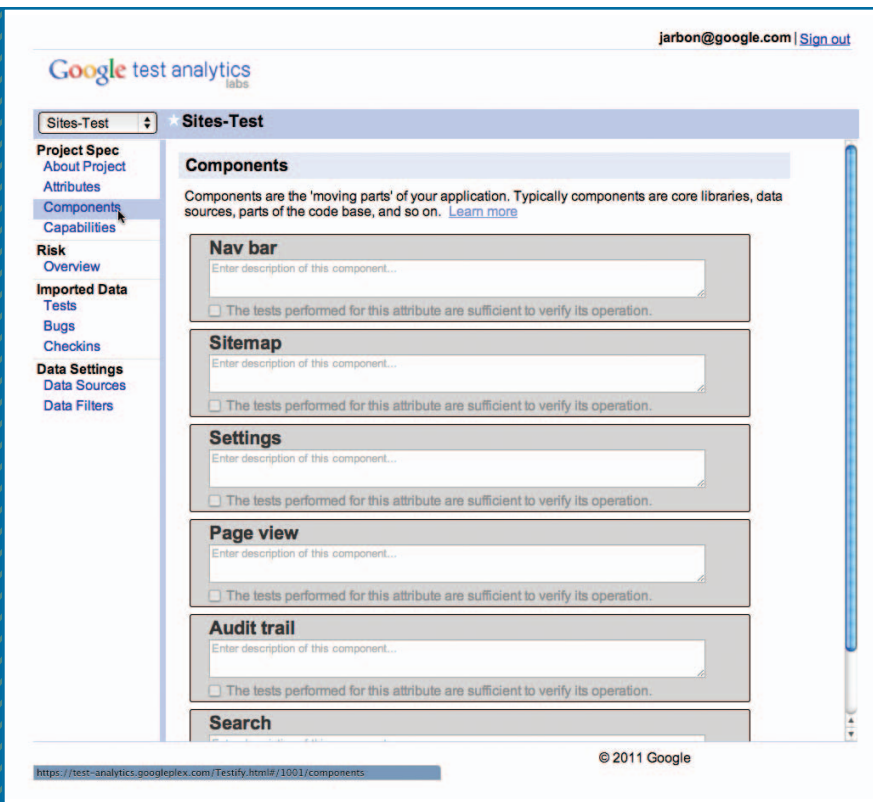 jarbon@google.com | Sign out
Google test analytics
labs
Sites-Test
Sites-Test
Project Spec
About Project
Attributes
Components
Capabilities
Risk
Overview
Imported Data
Tests
Bugs
Checkins
Data Settings
Data Sources
Data Filters
Components
Components are the 'moving parts' of your application. Typically components are core libraries, data
sources, parts of the code base, and so on. Learn more
Nav bar
Enter description of this component...
The tests performed for this attribute are sufficient to verify its operation.
Sitemap
Enter description of this component...
The tests performed for this attribute are sufficient to verify its operation.
Settings
Enter description of this component...
The tests performed for this attribute are sufficient to verify its operation.
Page view
Enter description of this component...
The tests performed for this attribute are sufficient to verify its operation.
Audit trail
Enter description of this component...
The tests performed for this attribute are sufficient to verify its operation.
Search
© 2011 Google
https://test-analytics.googleplex.com/Testify.html#/1001/components